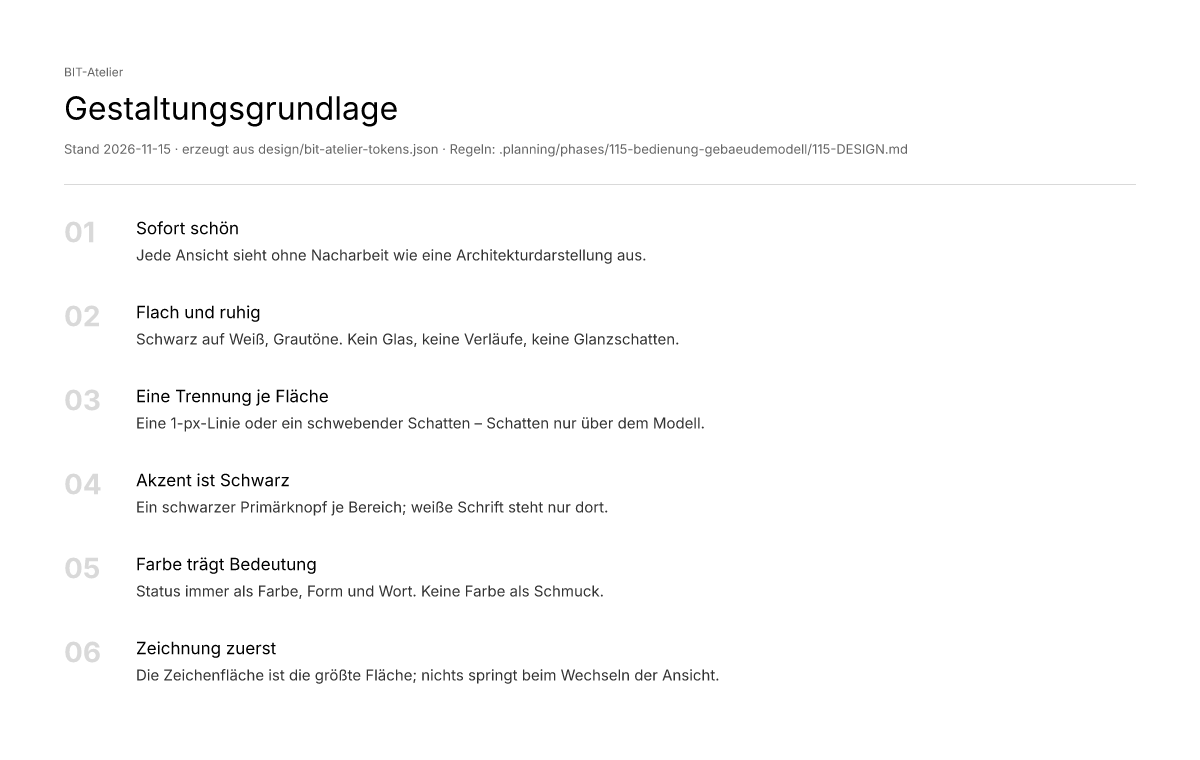 BIT-Atelier
Gestaltungsgrundlage
Stand 2026-11-15 · erzeugt aus design/bit-atelier-tokens.json · Regeln: .planning/phases/115-bedienung-gebaeudemodell/115-DESIGN.md
01 Sofort schön
Jede Ansicht sieht ohne Nacharbeit wie eine Architekturdarstellung aus.
02 Flach und ruhig
Schwarz auf Weiß, Grautöne. Kein Glas, keine Verläufe, keine Glanzschatten.
03 Eine Trennung je Fläche
Eine 1-px-Linie oder ein schwebender Schatten – Schatten nur über dem Modell.
04 Akzent ist Schwarz
Ein schwarzer Primärknopf je Bereich; weiße Schrift steht nur dort.
05 Farbe trägt Bedeutung
Status immer als Farbe, Form und Wort. Keine Farbe als Schmuck.
06 Zeichnung zuerst
Die Zeichenfläche ist die größte Fläche; nichts springt beim Wechseln der Ansicht.